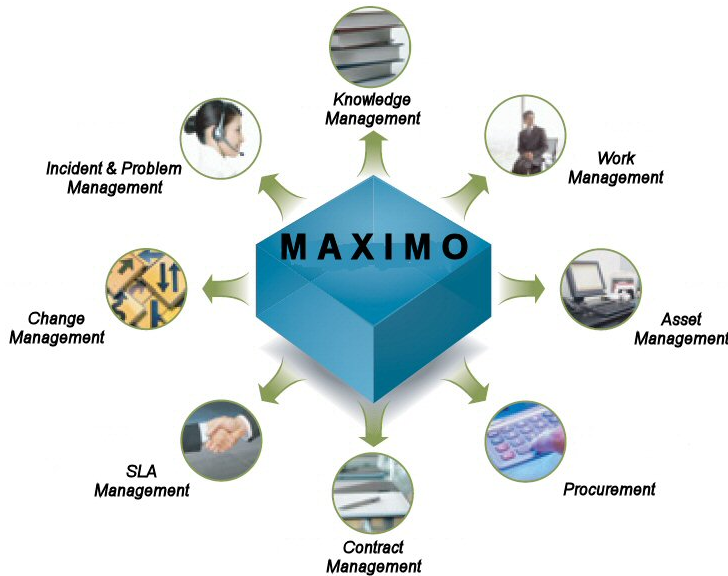 Knowledge
Management
Incident & Problem
Management
Work
Management
MAXIMO
Change
Management
Asset
Management
SLA
Management
Procurement
Contract
Management